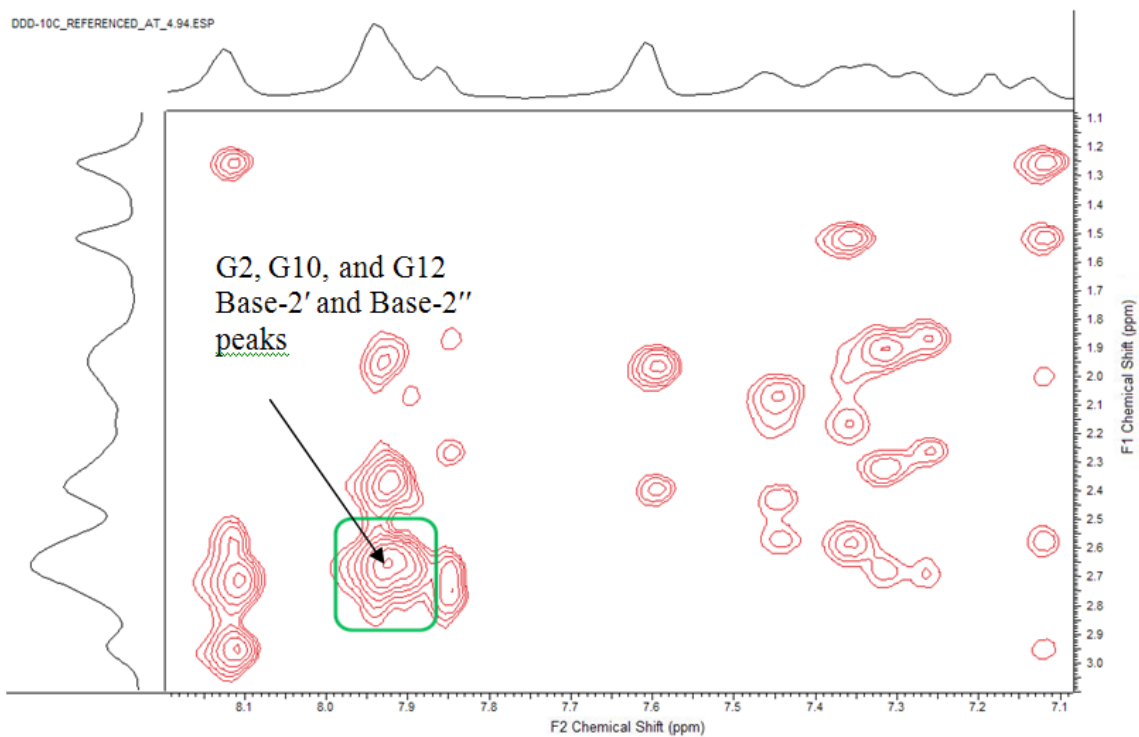 DDD-10C_REFERENCED_AT_4.94.ESP
G2, G10, and G12
Base-2′ and Base-2′′
peaks
1.1
1.2
1.3
1.4
1.5
1.6
1.7
1.8
1.9
2.0
2.1
2.2
2.3
2.4
2.5
2.6
2.7
2.8
2.9
3.0
F1 Chemical Shift (ppm)
8.1 8.0 7.9 7.8 7.7 7.6 7.5 7.4 7.3 7.2 7.1
F2 Chemical Shift (ppm)